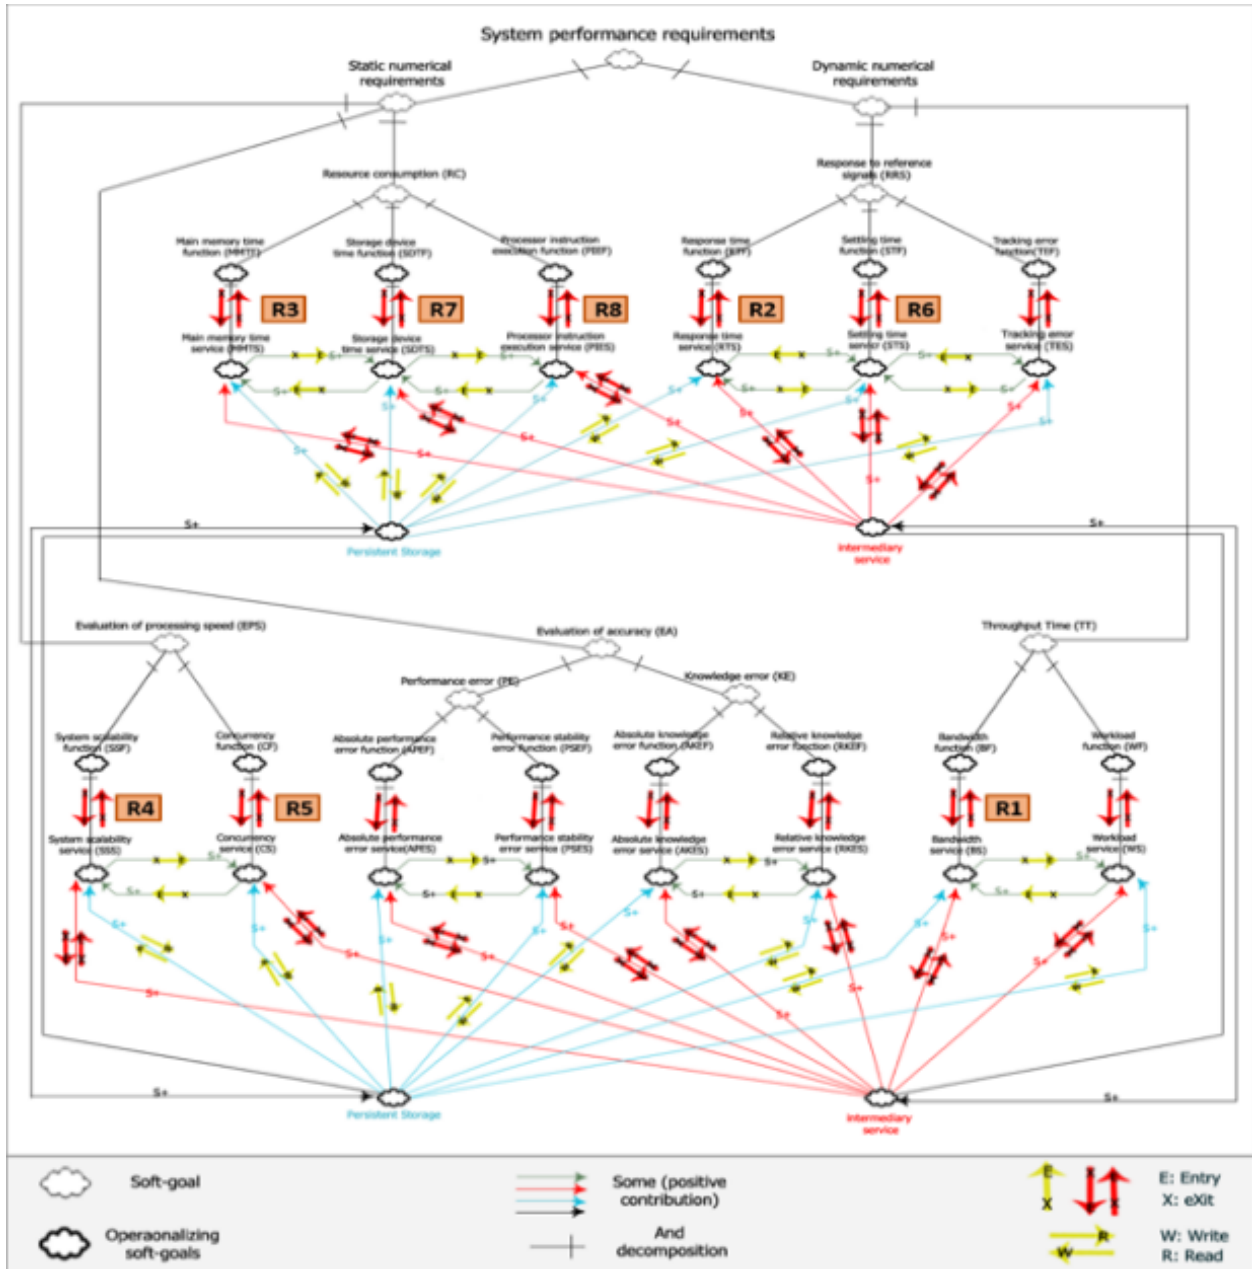 System performance requirements
Static numerical
requirements
Dynamic numerical
requirements
Resource consumption (RC)
Response to reference
signals (RRS)
Main memory time
function (MMTF)
Storage device
time function (SDTF)
Processor instruction
execution function (PIEF)
Response time
function (RTF)
Settling time
function (STF)
Tracking error
function(TEF)
R3
R7
R8
R2
R6
Main memory time
service (MMTS)
Storage device
time service (SDTS)
Processor instruction
execution service (PIES)
Response time
service (RTS)
Settling time
service (STS)
Tracking error
service (TES)
S+
S+
Persistent Storage
Intermediary
service
Evaluation of processing speed (EPS)
Evaluation of accuracy (EA)
Throughput Time (TT)
Performance error (PE)
Knowledge error (KE)
System scalability
function (SSF)
Concurrency
function (CF)
Absolute performance
error function (APEF)
Performance stability
error function (PSEF)
Absolute knowledge
error function (AKEF)
Relative knowledge
error function (RKEF)
Bandwidth
function (BF)
Workload
function (WF)
R4
R5
R1
System scalability
service (SSS)
Concurrency
service (CS)
Absolute performance
error service(APES)
Performance stability
error service (PSES)
Absolute knowledge
error service (AKES)
Relative knowledge
error service (RKES)
Bandwidth
service (BS)
Workload
service (WS)
S+
S+
Persistent Storage
Intermediary
service
Soft-goal
Some (positive
contribution)
E: Entry
X: eXit
Operaonalizing
soft-goals
And
decomposition
W: Write
R: Read